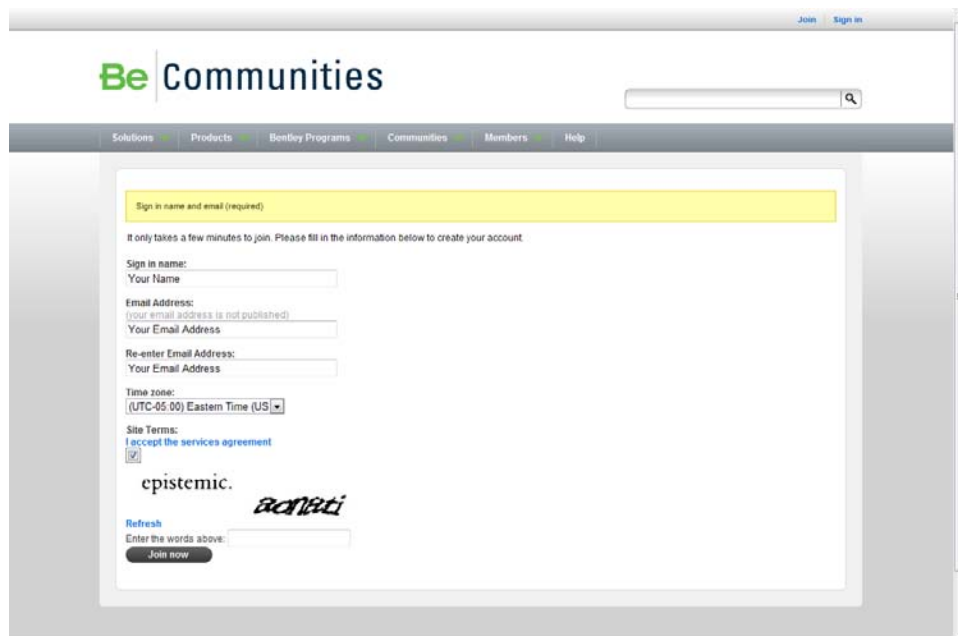 Join Sign in
Be Communities
Solutions Products Bentley Programs Communities Members Help
Sign in name and email (required)
It only takes a few minutes to join. Please fill in the information below to create your account.
Sign in name:
Your Name
Email Address:
(your email address is not published)
Your Email Address
Re-enter Email Address:
Your Email Address
Time zone:
(UTC-05:00) Eastern Time (US
Site Terms:
I accept the services agreement
epistemic.
Refresh
Enter the words above:
Join now